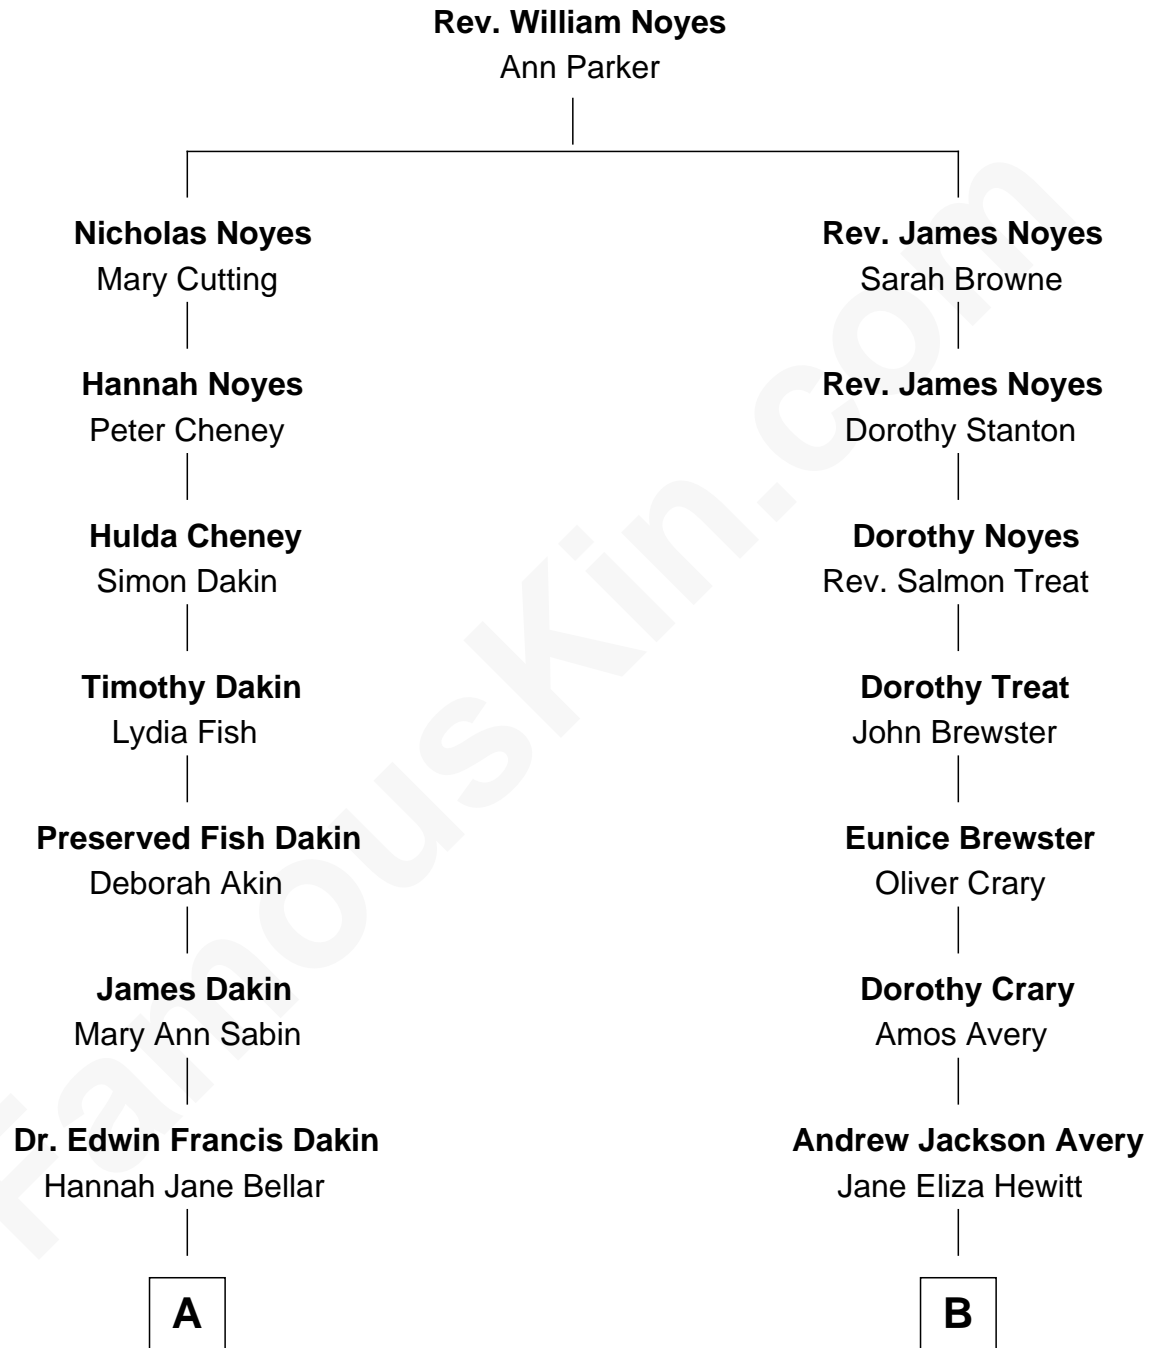 Rev. William Noyes
Ann Parker
Nicholas Noyes
Mary Cutting
Rev. James Noyes
Sarah Browne
Hannah Noyes
Peter Cheney
Rev. James Noyes
Dorothy Stanton
Hulda Cheney
Simon Dakin
Dorothy Noyes
Rev. Salmon Treat
Timothy Dakin
Lydia Fish
Dorothy Treat
John Brewster
Preserved Fish Dakin
Deborah Akin
Eunice Brewster
Oliver Crary
James Dakin
Mary Ann Sabin
Dorothy Crary
Amos Avery
Dr. Edwin Francis Dakin
Hannah Jane Bellar
Andrew Jackson Avery
Jane Eliza Hewitt
A
B
FamousKin.com